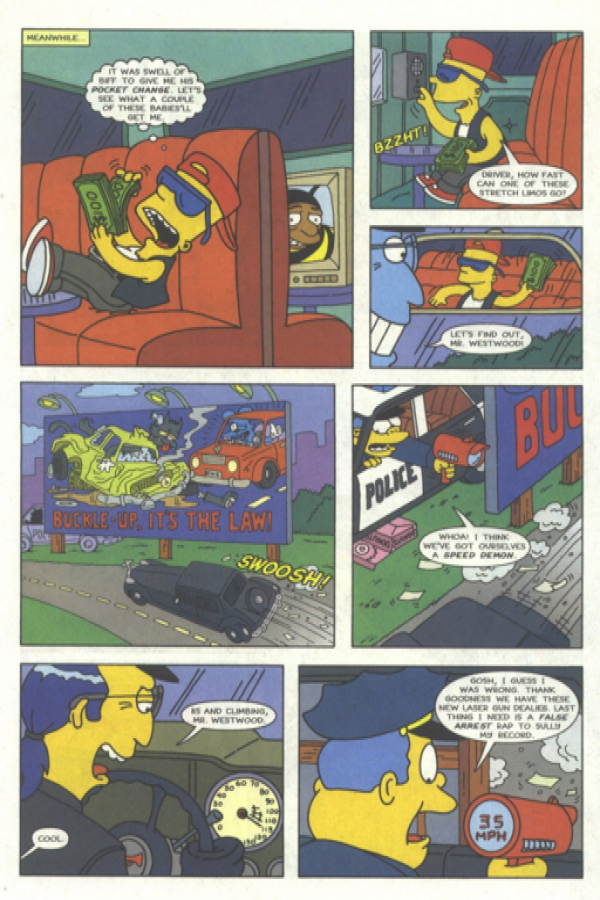 MEANWHILE...
IT WAS SWELL OF
BIFF TO GIVE ME HIS
POCKET CHANGE. LET'S
SEE WHAT A COUPLE
OF THESE BABIES'LL
GET ME.
100
BZZHT!
DRIVER, HOW FAST
CAN ONE OF THESE
STRETCH LIMOS GO?
LET'S FIND OUT,
MR. WESTWOOD!
BUCKLE-UP, IT'S THE LAW!
SWOOSH!
BUC
POLICE
WHOA! I THINK
WE'VE GOT OURSELVES
A SPEED DEMON.
115 AND CLIMBING,
MR. WESTWOOD.
COOL.
GOSH, I GUESS I
WAS WRONG. THANK
GOODNESS WE HAVE THESE
NEW LASER GUN DEALIES. LAST
THING I NEED IS A FALSE
ARREST RAP TO SULLY
MY RECORD.
35
MPH